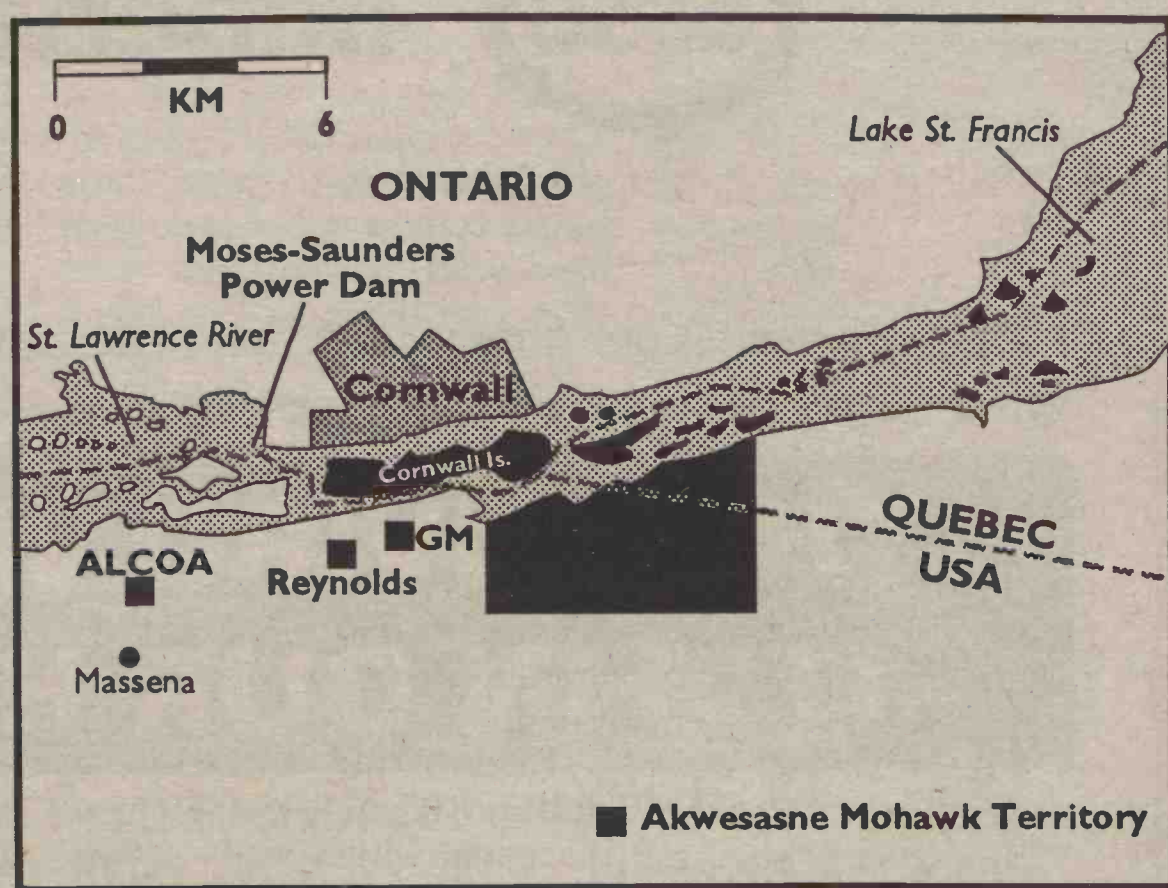 KM
0 6
Lake St. Francis
ONTARIO
Moses-Saunders
Power Dam
St. Lawrence River
Cornwall
Cornwall Is.
QUEBEC
USA
ALCOA
GM
Reynolds
Massena
Akwesasne Mohawk Territory